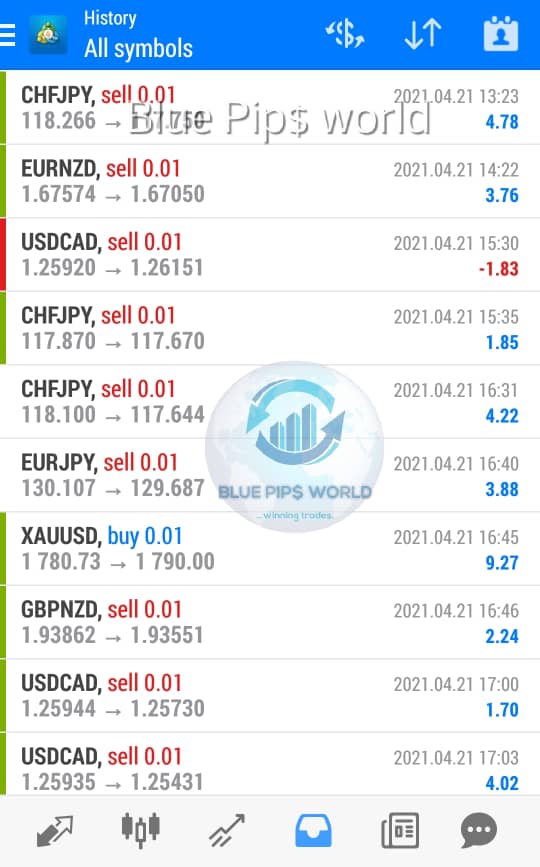 History
All symbols
CHFJPY, sell 0.01 2021.04.21 13:23
118.266 → 117.750 4.78
Blue Pip$ world
EURNZD, sell 0.01 2021.04.21 14:22
1.67574 → 1.67050 3.76
USDCAD, sell 0.01 2021.04.21 15:30
1.25920 → 1.26151 -1.83
CHFJPY, sell 0.01 2021.04.21 15:35
117.870 → 117.670 1.85
CHFJPY, sell 0.01 2021.04.21 16:31
118.100 → 117.644 4.22
EURJPY, sell 0.01 2021.04.21 16:40
130.107 → 129.687 3.88
BLUE PIP$ WORLD
...winning trades.
XAUUSD, buy 0.01 2021.04.21 16:45
1 780.73 → 1 790.00 9.27
GBPNZD, sell 0.01 2021.04.21 16:46
1.93862 → 1.93551 2.24
USDCAD, sell 0.01 2021.04.21 17:00
1.25944 → 1.25730 1.70
USDCAD, sell 0.01 2021.04.21 17:03
1.25935 → 1.25431 4.02